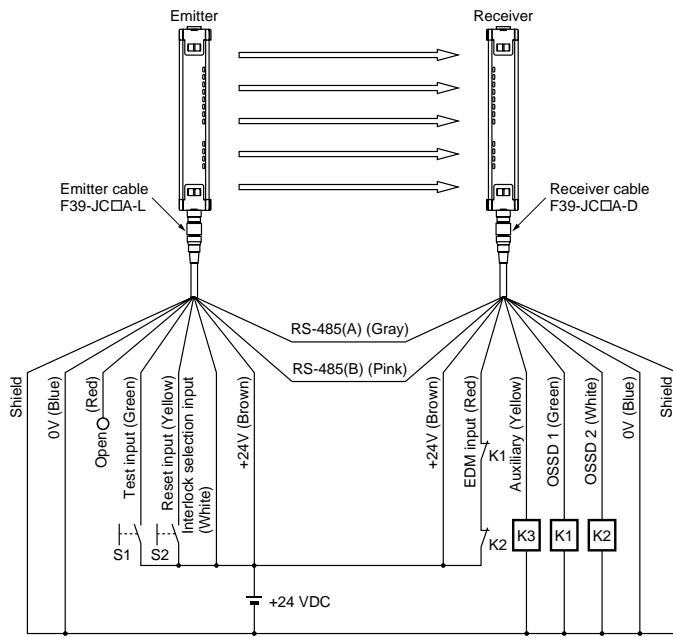 Emitter
Receiver
Emitter cable
F39-JC□A-L
Receiver cable
F39-JC□A-D
RS-485(A) (Gray)
RS-485(B) (Pink)
Shield
0V (Blue)
Open
(Red)
Test input (Green)
Reset input (Yellow)
Interlock selection input
(White)
+24V (Brown)
+24V (Brown)
EDM input (Red)
Auxiliary (Yellow)
OSSD 1 (Green)
OSSD 2 (White)
0V (Blue)
Shield
K1
S1
S2
K2
K3
K1
K2
+24 VDC